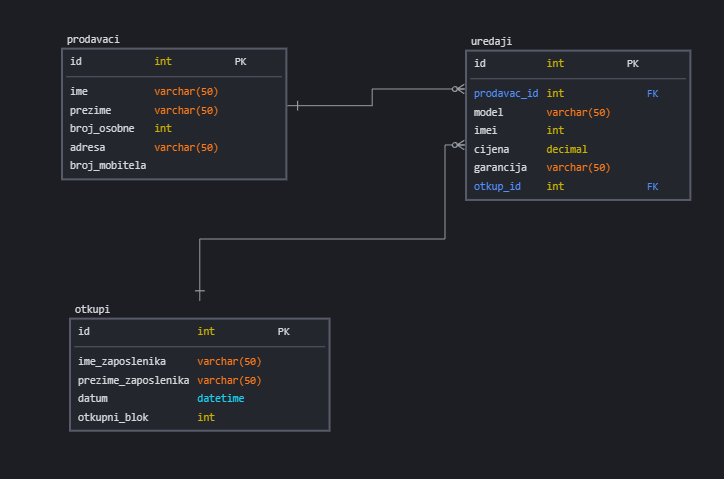 prodavaci
id int PK
ime varchar(50)
prezime varchar(50)
broj_osobne int
adresa varchar(50)
broj_mobitela
uredaji
id int PK
prodavac_id int FK
model varchar(50)
imei int
cijena decimal
garancija varchar(50)
otkup_id int FK
otkupi
id int PK
ime_zaposlenika varchar(50)
prezime_zaposlenika varchar(50)
datum datetime
otkupni_blok int